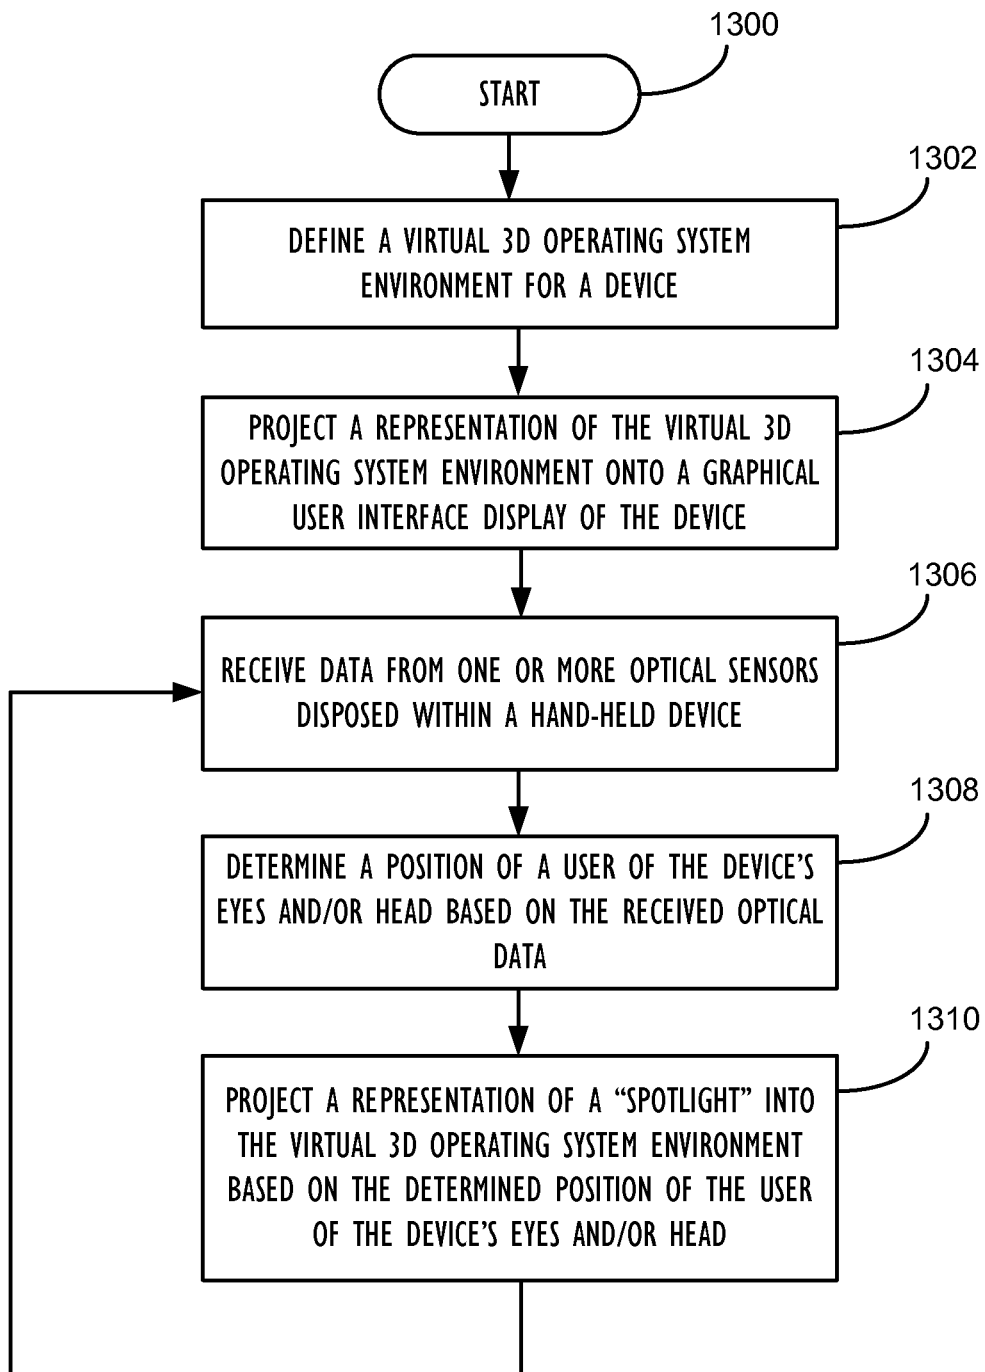 1300
START
1302
DEFINE A VIRTUAL 3D OPERATING SYSTEM
ENVIRONMENT FOR A DEVICE
1304
PROJECT A REPRESENTATION OF THE VIRTUAL 3D
OPERATING SYSTEM ENVIRONMENT ONTO A GRAPHICAL
USER INTERFACE DISPLAY OF THE DEVICE
1306
RECEIVE DATA FROM ONE OR MORE OPTICAL SENSORS
DISPOSED WITHIN A HAND-HELD DEVICE
1308
DETERMINE A POSITION OF A USER OF THE DEVICE'S
EYES AND/OR HEAD BASED ON THE RECEIVED OPTICAL
DATA
1310
PROJECT A REPRESENTATION OF A “SPOTLIGHT” INTO
THE VIRTUAL 3D OPERATING SYSTEM ENVIRONMENT
BASED ON THE DETERMINED POSITION OF THE USER
OF THE DEVICE'S EYES AND/OR HEAD